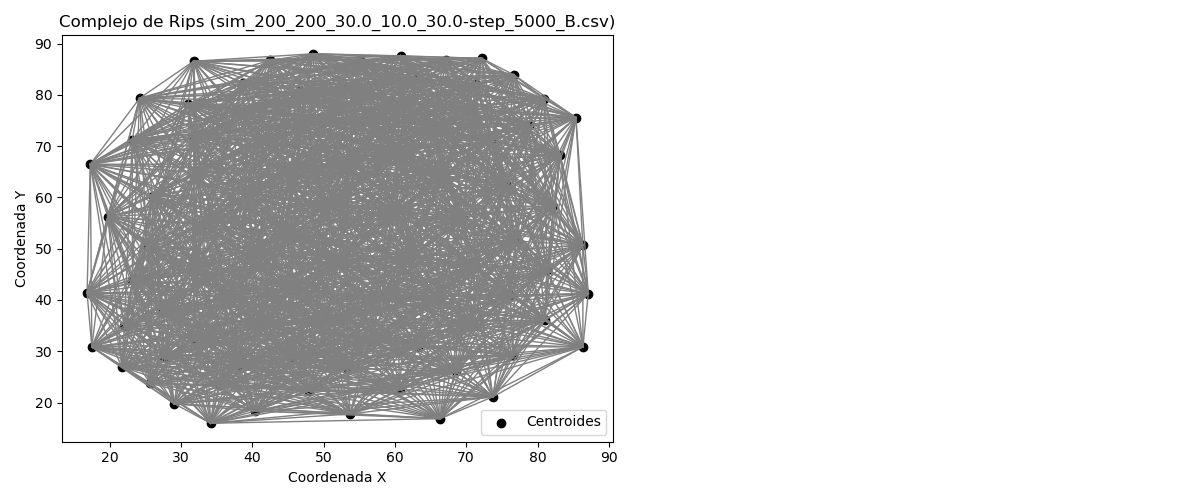 Complejo de Rips (sim_200_200_30.0_10.0_30.0-step_5000_B.csv)
90
80
70
60
50
40
30
20
Coordenada Y
Centroides
20 30 40 50 60 70 80 90
Coordenada X